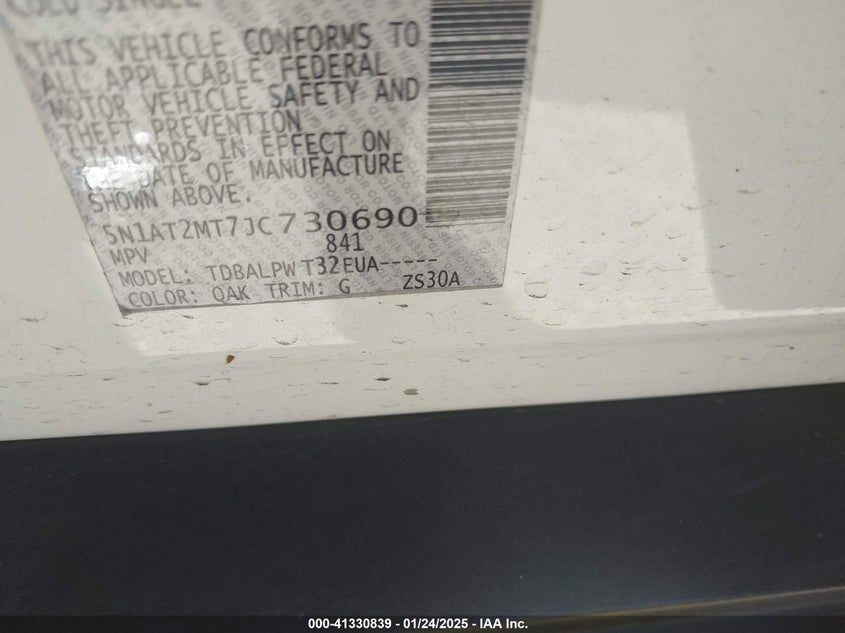 COLD SINGLE
THIS VEHICLE CONFORMS TO
ALL APPLICABLE FEDERAL
MOTOR VEHICLE SAFETY AND
THEFT PREVENTION
STANDARDS IN EFFECT ON
DATE OF MANUFACTURE
SHOWN ABOVE.
5N1AT2MT7JC730690
MPV 841
MODEL: TDBALPWT32EUA-----
COLOR: QAK TRIM: G ZS30A
000-41330839 - 01/24/2025 - IAA Inc.